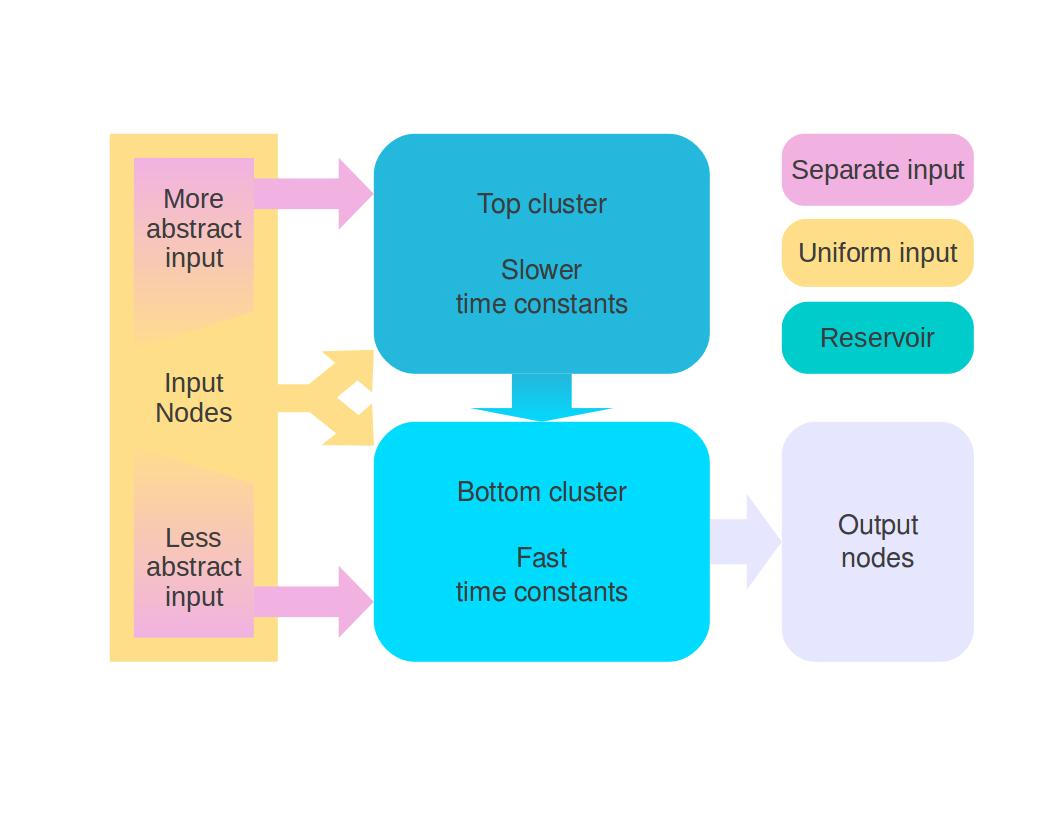 More
abstract
input
Input
Nodes
Less
abstract
input
Top cluster
Slower
time constants
Bottom cluster
Fast
time constants
Separate input
Uniform input
Reservoir
Output
nodes